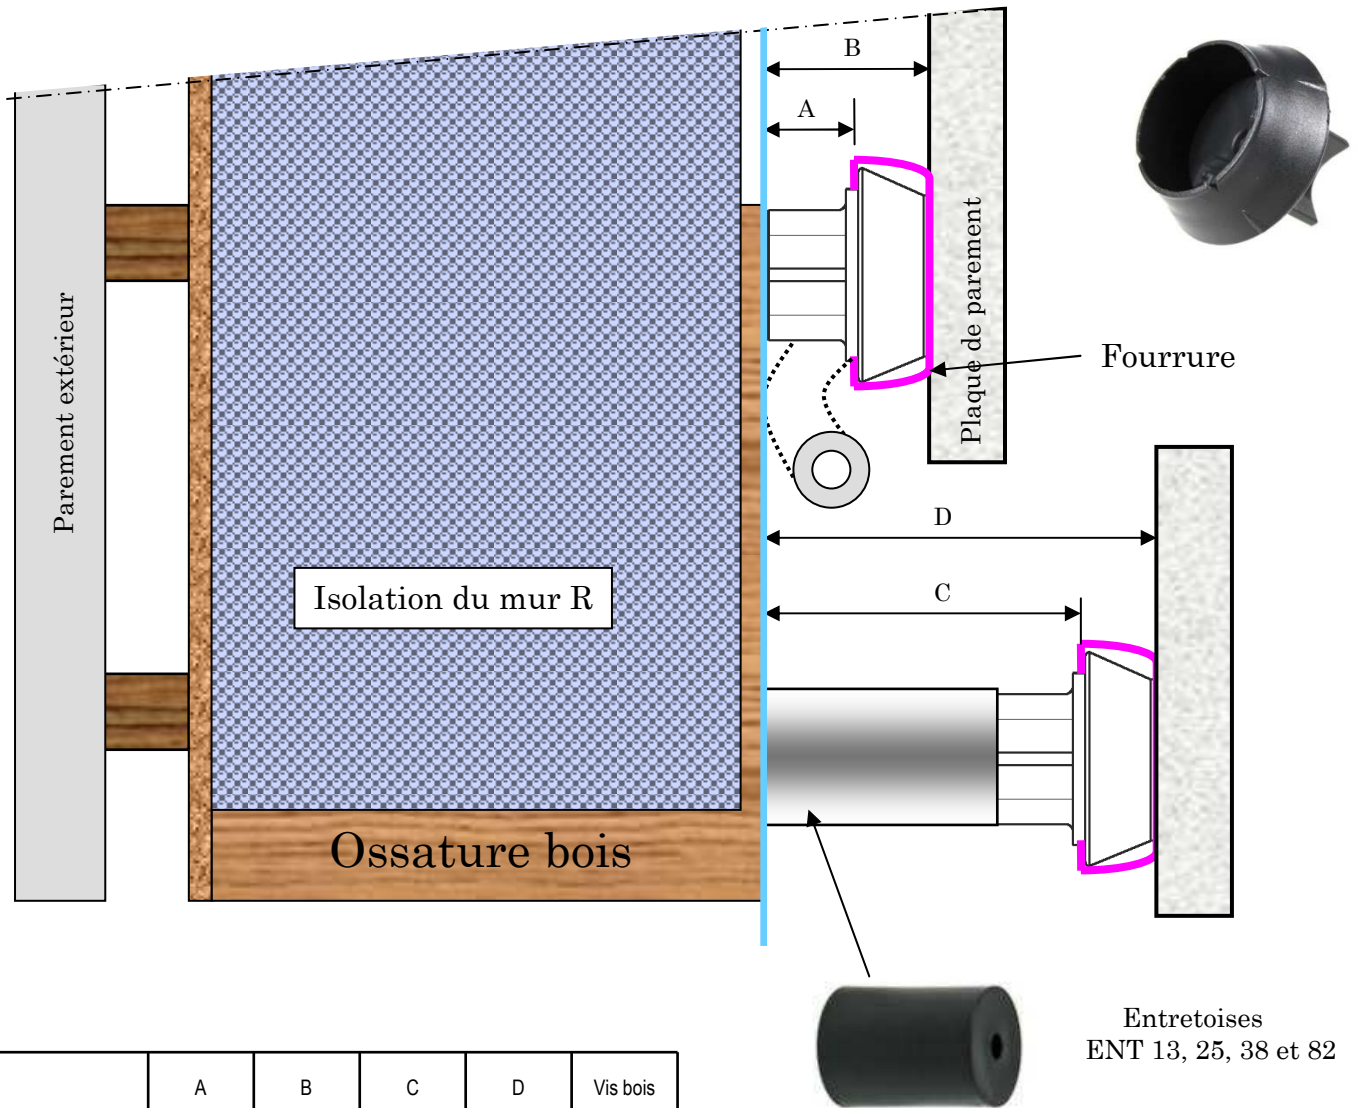 B
A
Parement extérieur
Plaque de parement
Fourrure
D
Isolation du mur R
C
Ossature bois
Entretoises
ENT 13, 25, 38 et 82
A B C D Vis bois